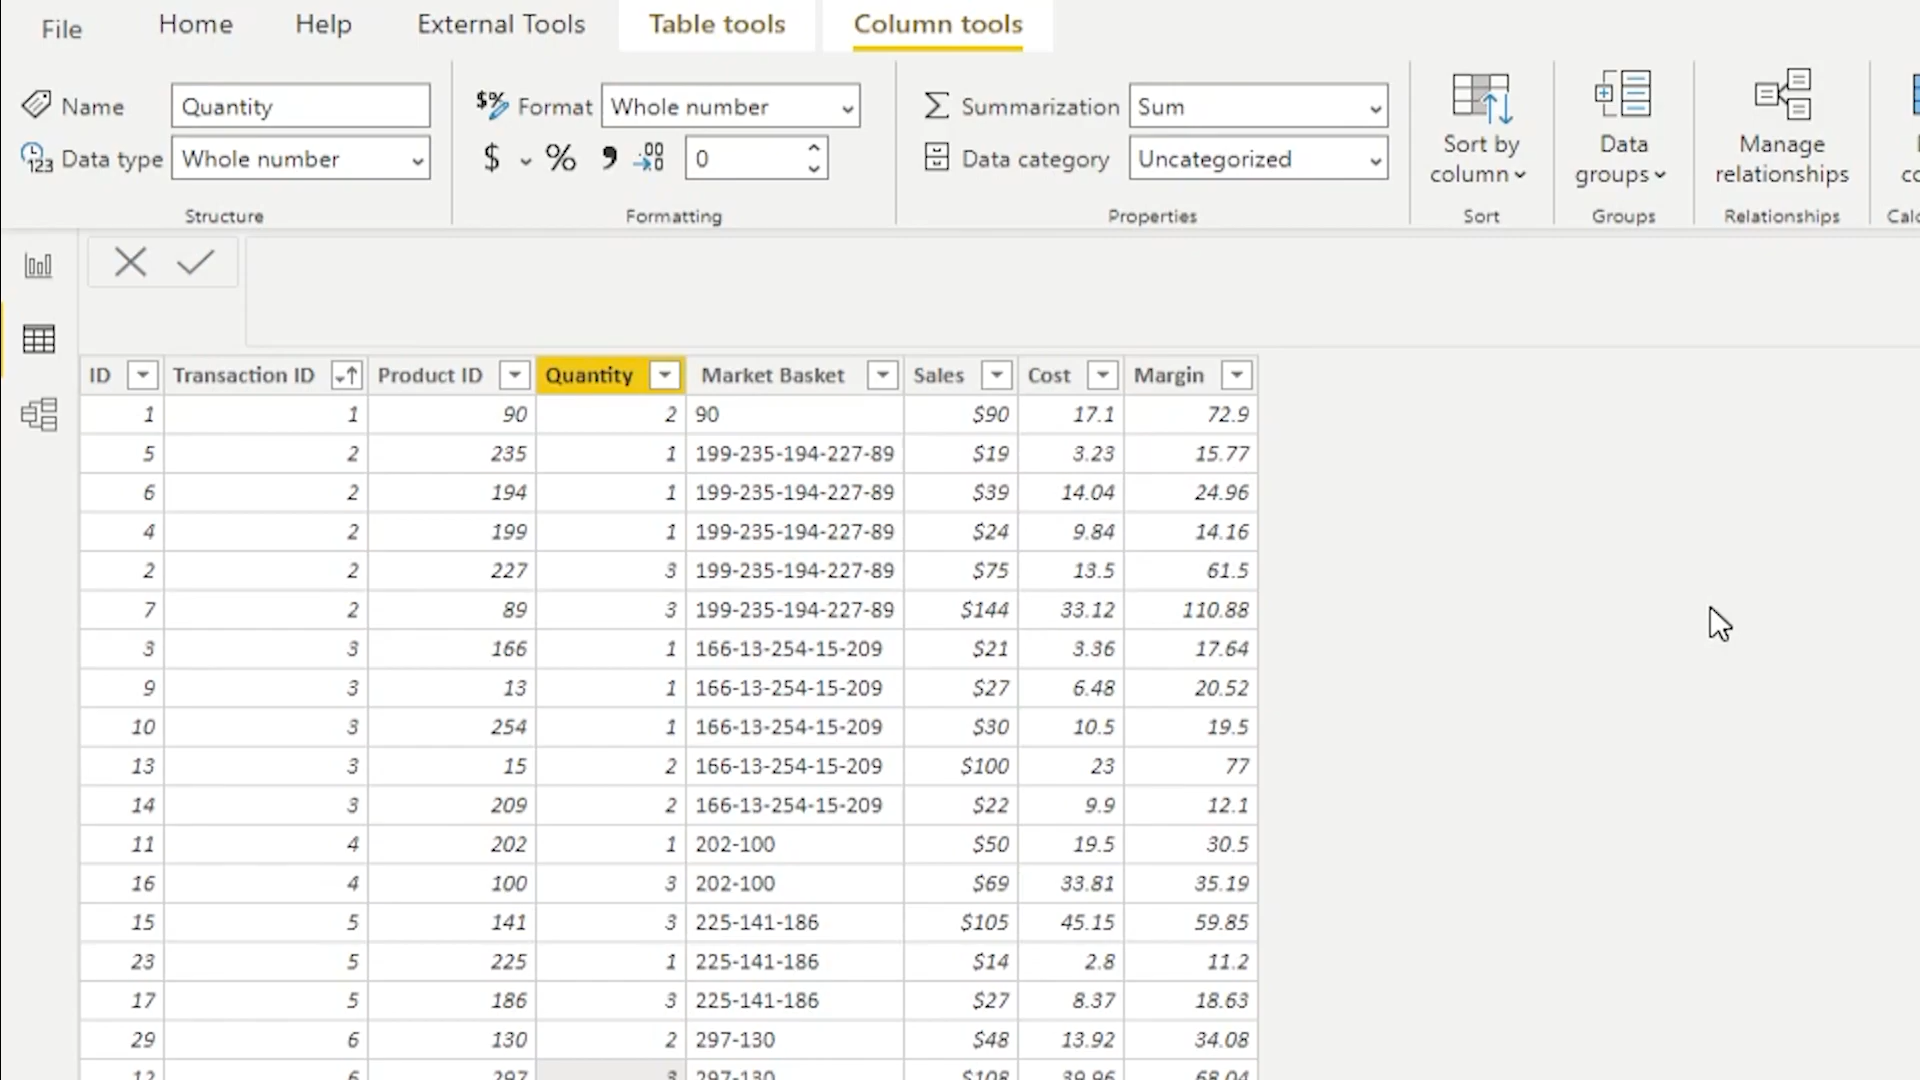 File Home Help External Tools Table tools Column tools
Name Quantity $% Format Whole number Summarization Sum
Data type Whole number $ % 0 Data category Uncategorized
Sort by column Data groups Manage relationships
Structure Formatting Properties Sort Groups Relationships
ID Transaction ID Product ID Quantity Market Basket Sales Cost Margin
1 1 90 2 90 $90 17.1 72.9
5 2 235 1 199-235-194-227-89 $19 3.23 15.77
6 2 194 1 199-235-194-227-89 $39 14.04 24.96
4 2 199 1 199-235-194-227-89 $24 9.84 14.16
2 2 227 3 199-235-194-227-89 $75 13.5 61.5
7 2 89 3 199-235-194-227-89 $144 33.12 110.88
3 3 166 1 166-13-254-15-209 $21 3.36 17.64
9 3 13 1 166-13-254-15-209 $27 6.48 20.52
10 3 254 1 166-13-254-15-209 $30 10.5 19.5
13 3 15 2 166-13-254-15-209 $100 23 77
14 3 209 2 166-13-254-15-209 $22 9.9 12.1
11 4 202 1 202-100 $50 19.5 30.5
16 4 100 3 202-100 $69 33.81 35.19
15 5 141 3 225-141-186 $105 45.15 59.85
23 5 225 1 225-141-186 $14 2.8 11.2
17 5 186 3 225-141-186 $27 8.37 18.63
29 6 130 2 297-130 $48 13.92 34.08
12 6 297 3 297-130 $108 39.96 68.04